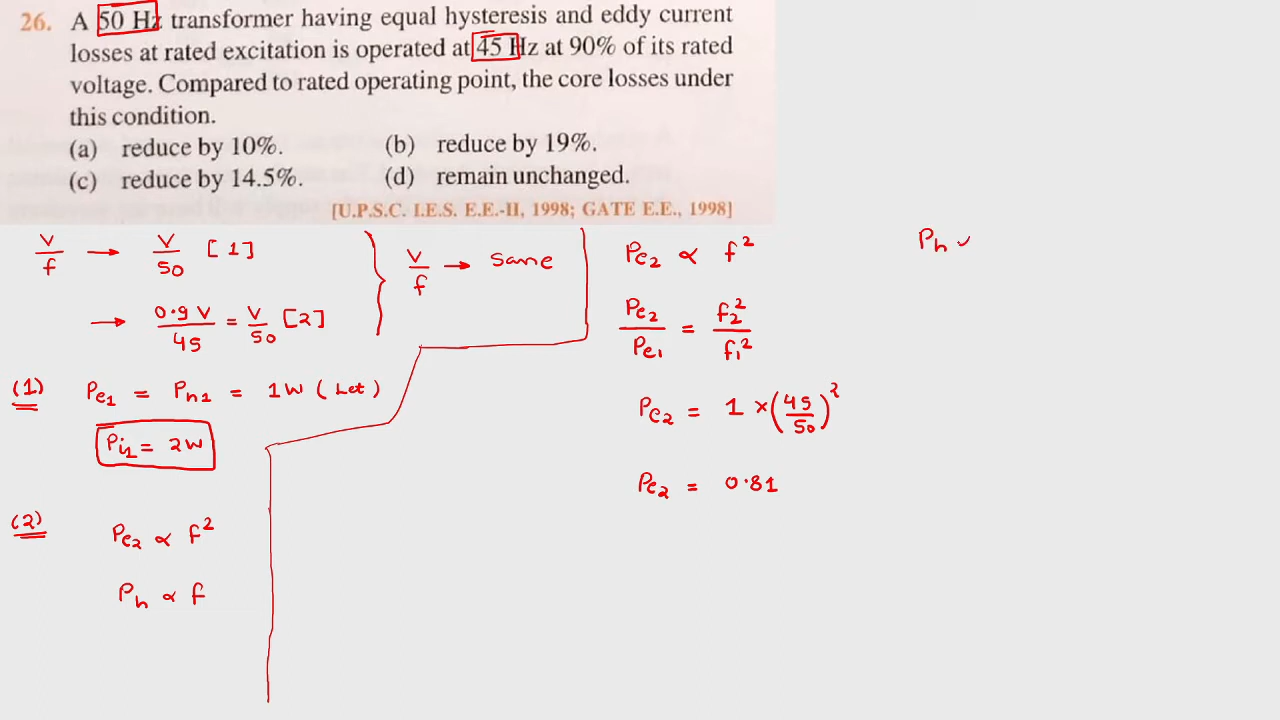 26. A 50 Hz transformer having equal hysteresis and eddy current
losses at rated excitation is operated at 45 Hz at 90% of its rated
voltage. Compared to rated operating point, the core losses under
this condition.
(a) reduce by 10%. (b) reduce by 19%.
(c) reduce by 14.5%. (d) remain unchanged.
[U.P.S.C. I.E.S. E.E.-II, 1998; GATE E.E., 1998]
V/f → V/50 [1]
→ 0.9 V/45 = V/50 [2]
V/f → same
(1) Pe1 = Ph1 = 1W (Let)
Pi1 = 2W
(2) Pe2 ∝ f²
Ph ∝ f
Pe2 ∝ f²
Pe2/Pe1 = f2²/f1²
Pe2 = 1 × (45/50)²
Pe2 = 0.81
Ph